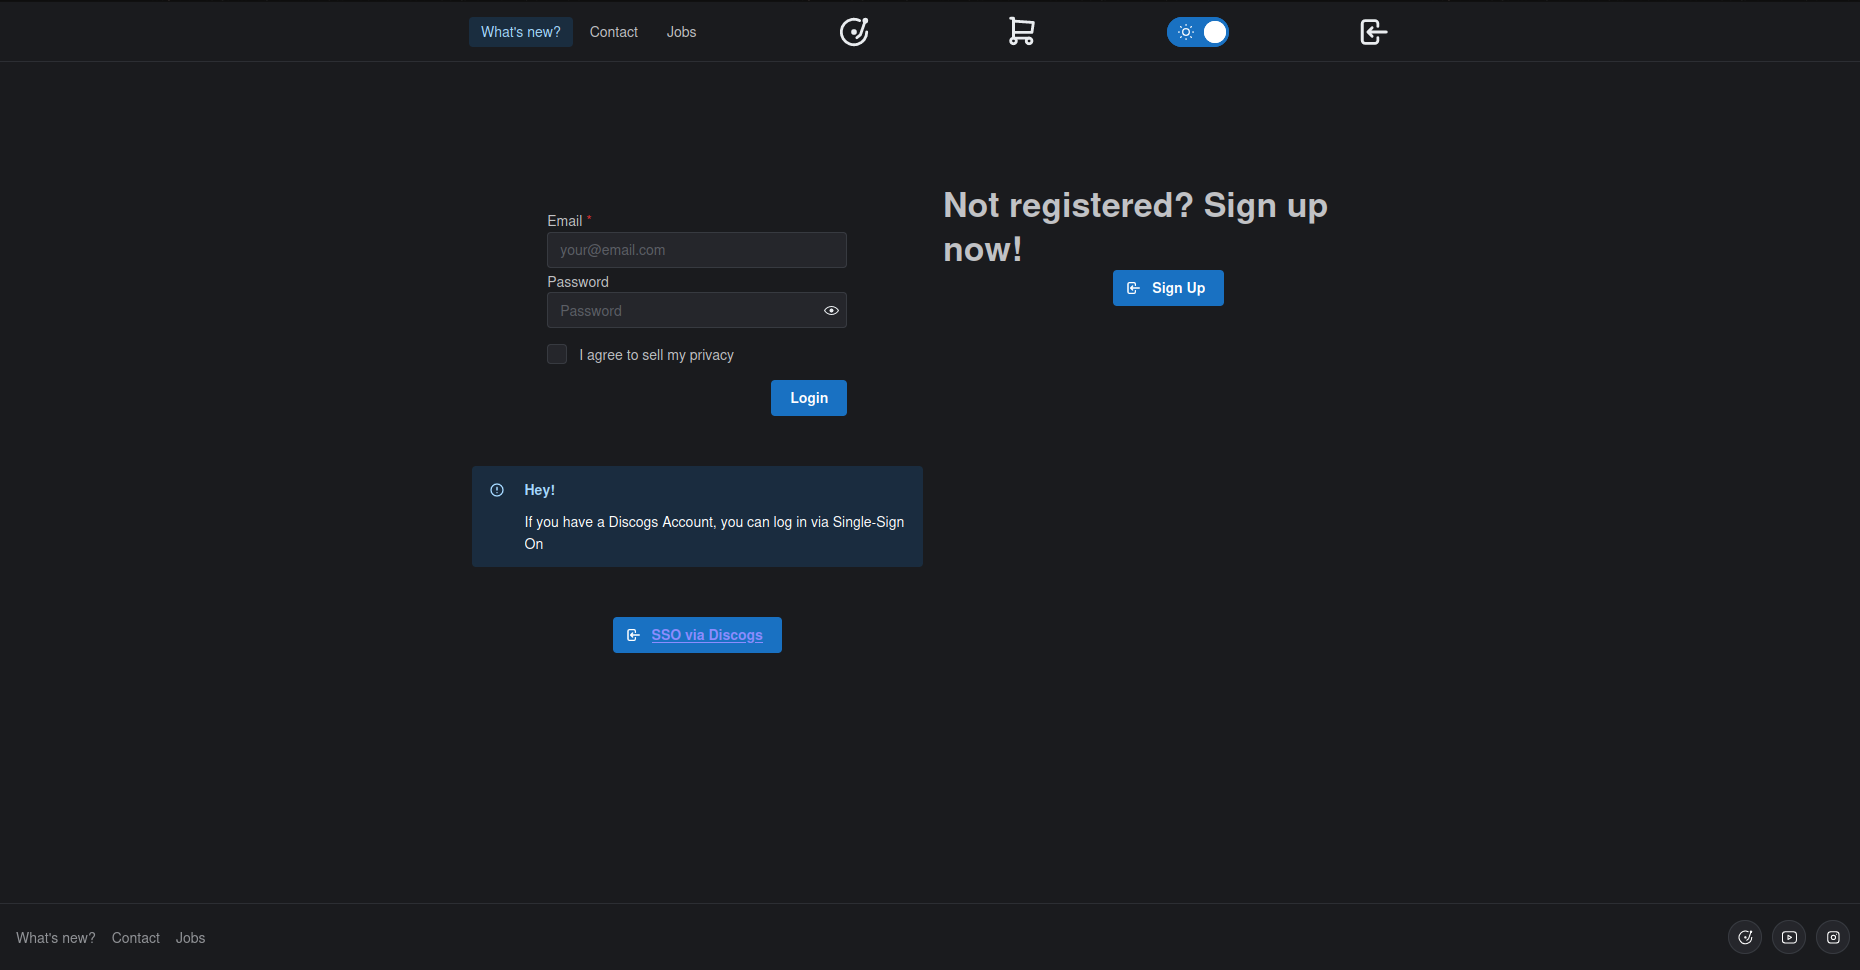 What's new? Contact Jobs
Email *
your@email.com
Password
Password
I agree to sell my privacy
Login
Not registered? Sign up
now!
Sign Up
Hey!
If you have a Discogs Account, you can log in via Single-Sign
On
SSO via Discogs
What's new? Contact Jobs